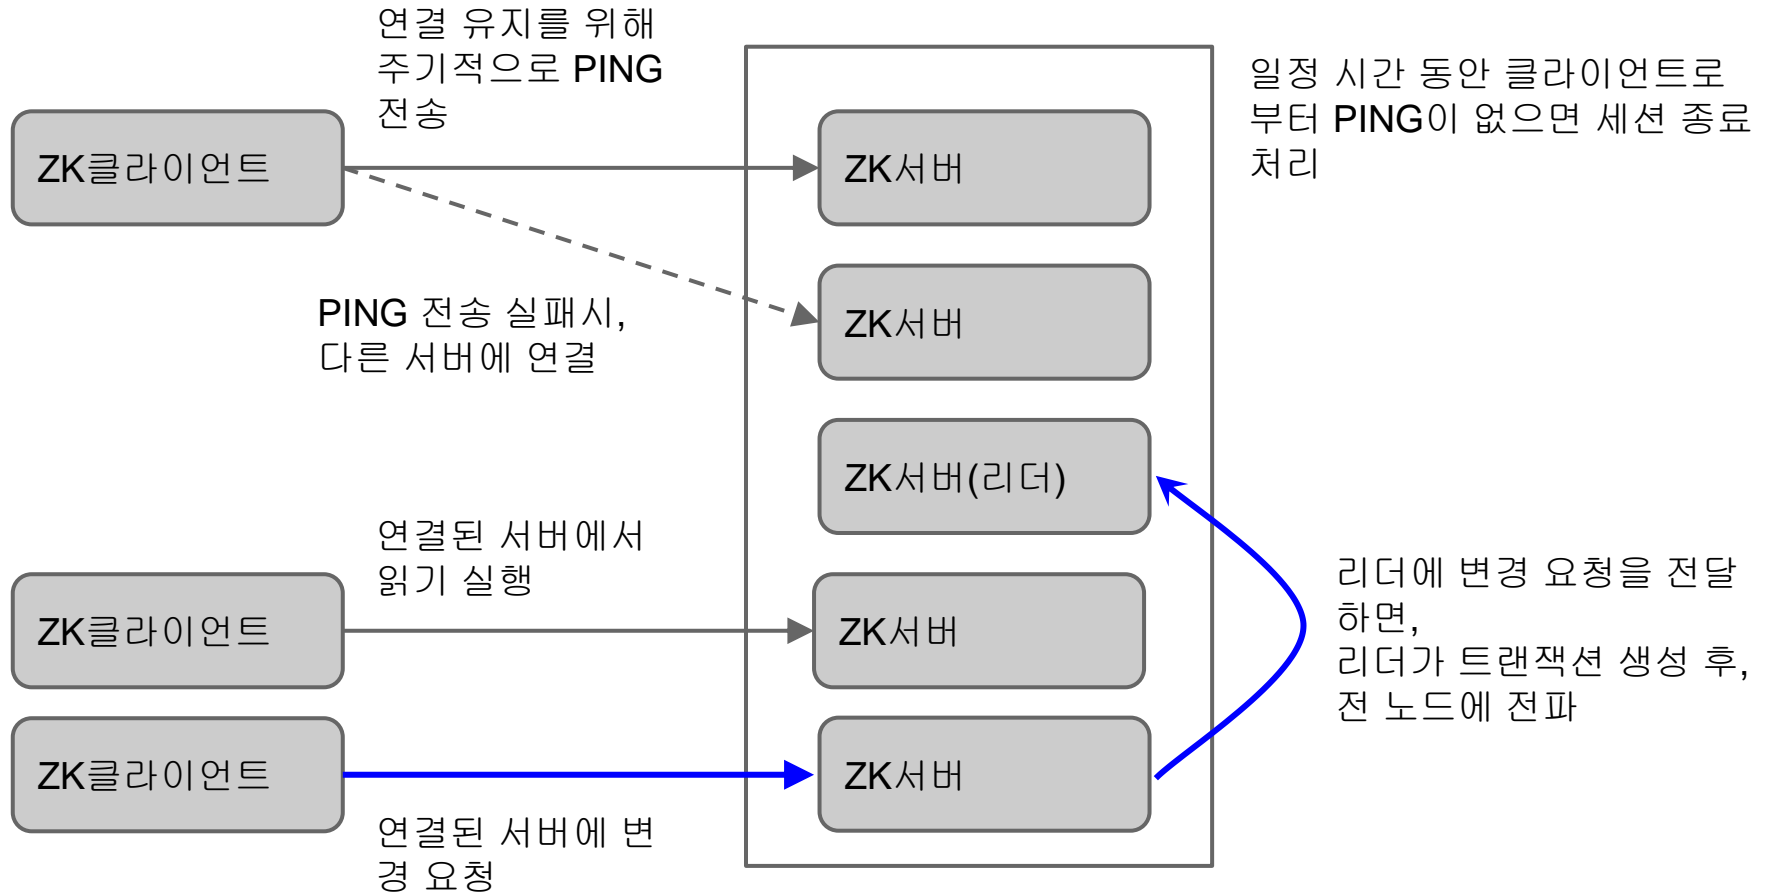 연결 유지를 위해
주기적으로 PING
전송
일정 시간 동안 클라이언트로
부터 PING이 없으면 세션 종료
처리
ZK클라이언트
ZK서버
PING 전송 실패시,
다른 서버에 연결
ZK서버
ZK서버(리더)
연결된 서버에서
읽기 실행
리더에 변경 요청을 전달
하면,
리더가 트랜잭션 생성 후,
전 노드에 전파
ZK클라이언트
ZK서버
ZK클라이언트
ZK서버
연결된 서버에 변
경 요청